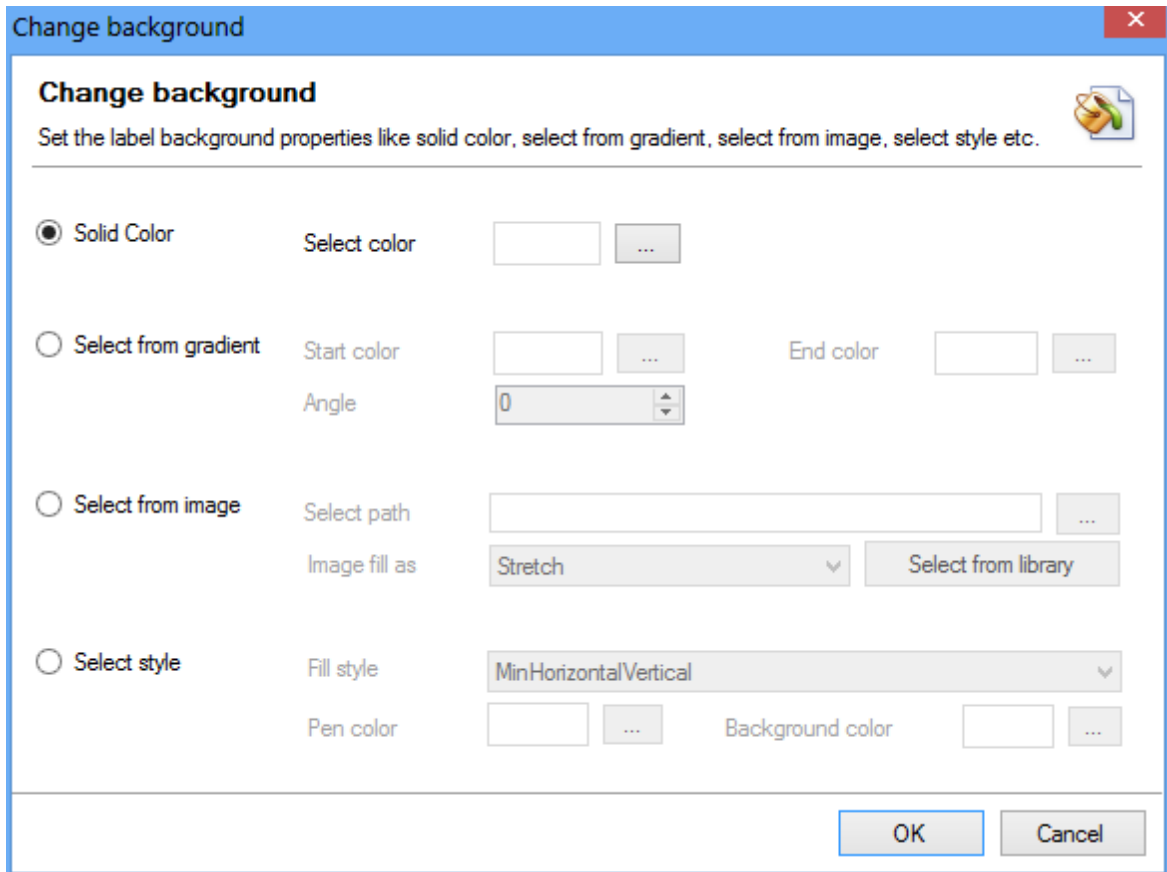 Change background
Change background
Set the label background properties like solid color, select from gradient, select from image, select style etc.
Solid Color Select color ...
Select from gradient Start color ... End color ...
Angle 0
Select from image Select path ...
Image fill as Stretch Select from library
Select style Fill style MinHorizontalVertical
Pen color ... Background color ...
OK Cancel